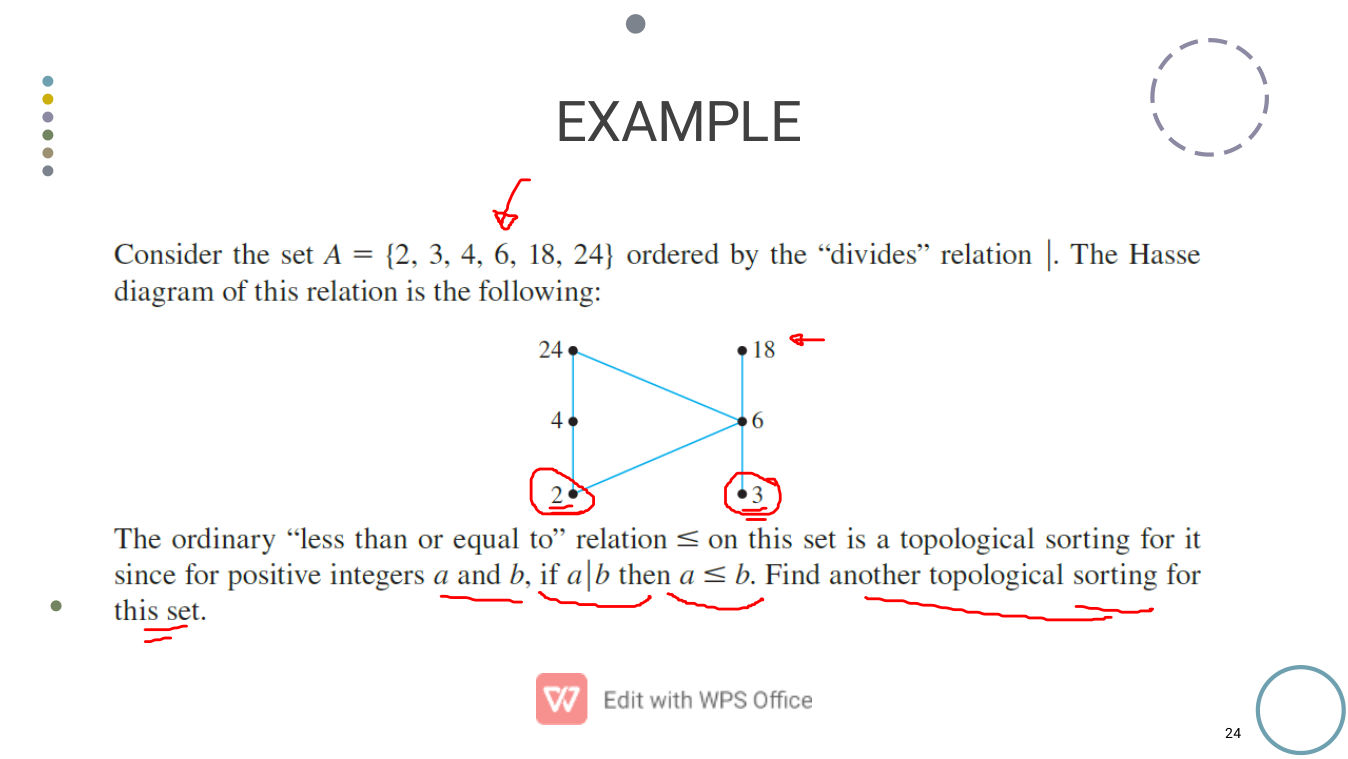 EXAMPLE
Consider the set A = {2, 3, 4, 6, 18, 24} ordered by the “divides” relation |. The Hasse
diagram of this relation is the following:
24 18
4 6
2 3
The ordinary “less than or equal to” relation ≤ on this set is a topological sorting for it
since for positive integers a and b, if a|b then a ≤ b. Find another topological sorting for
this set.
Edit with WPS Office
24